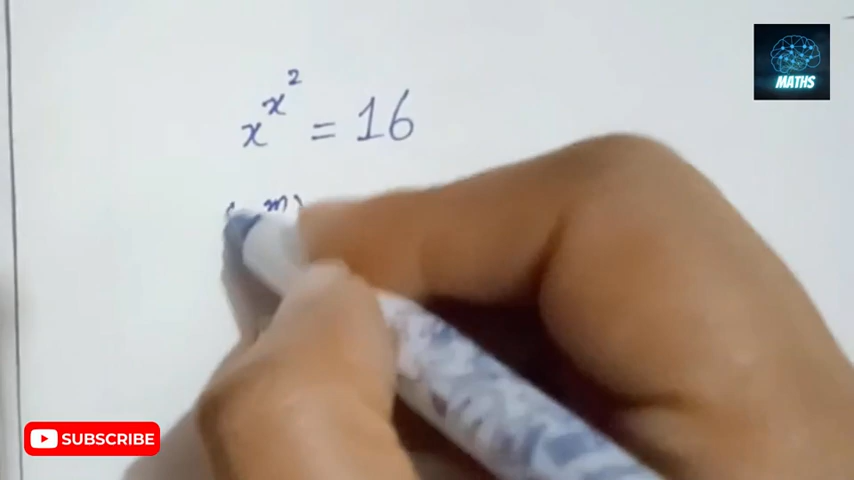 x^{x^2} = 16
m)
MATHS
SUBSCRIBE